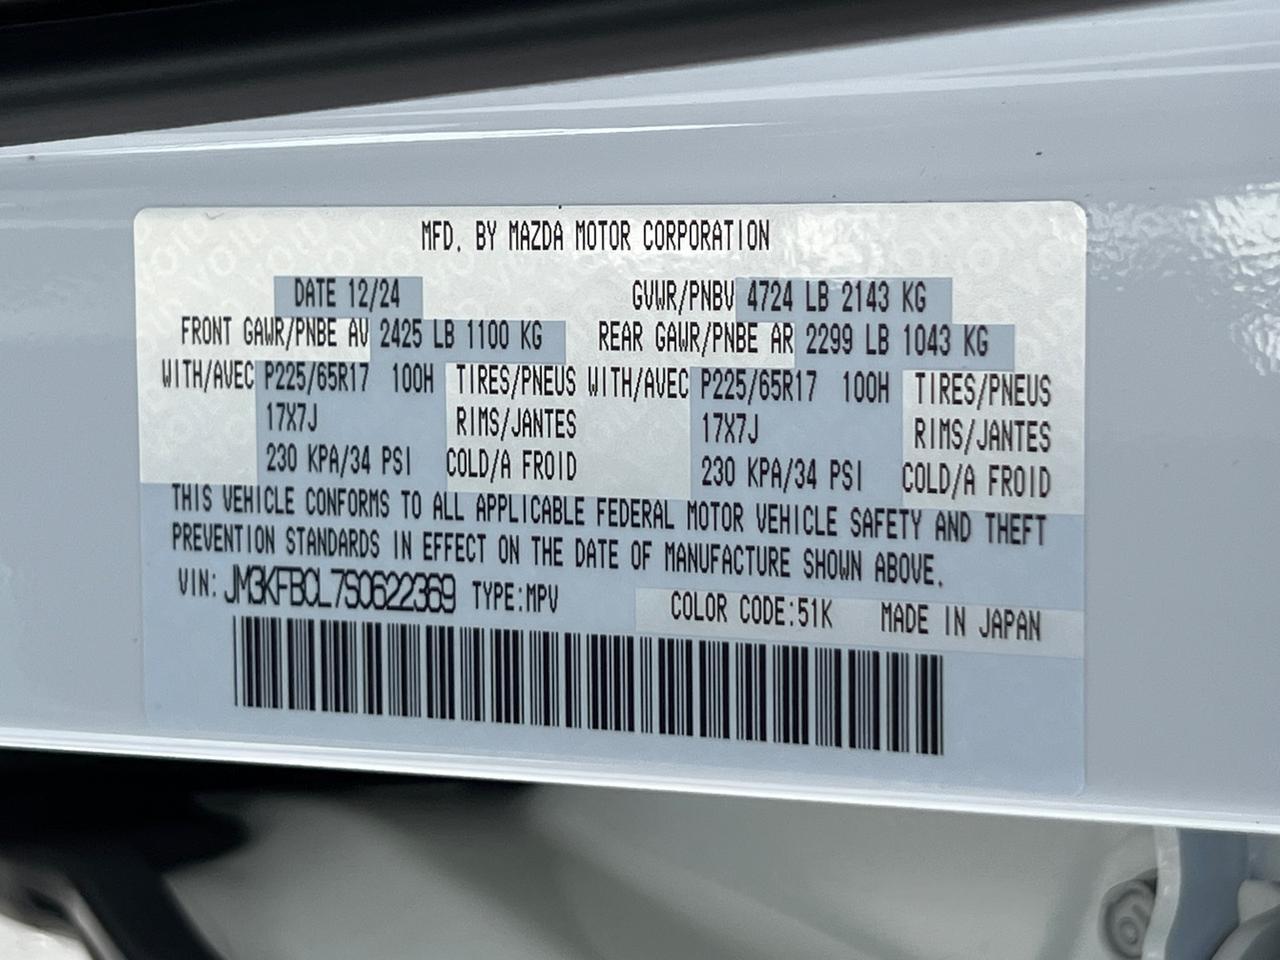 MFD. BY MAZDA MOTOR CORPORATION
DATE 12/24 GVWR/PNBV 4724 LB 2143 KG
FRONT GAWR/PNBE AV 2425 LB 1100 KG REAR GAWR/PNBE AR 2299 LB 1043 KG
WITH/AVEC P225/65R17 100H TIRES/PNEUS WITH/AVEC P225/65R17 100H TIRES/PNEUS
17X7J RIMS/JANTES 17X7J RIMS/JANTES
230 KPA/34 PSI COLD/A FROID 230 KPA/34 PSI COLD/A FROID
THIS VEHICLE CONFORMS TO ALL APPLICABLE FEDERAL MOTOR VEHICLE SAFETY AND THEFT
PREVENTION STANDARDS IN EFFECT ON THE DATE OF MANUFACTURE SHOWN ABOVE.
VIN: JM3KFBCL7S0622369 TYPE:MPV COLOR CODE:51K MADE IN JAPAN